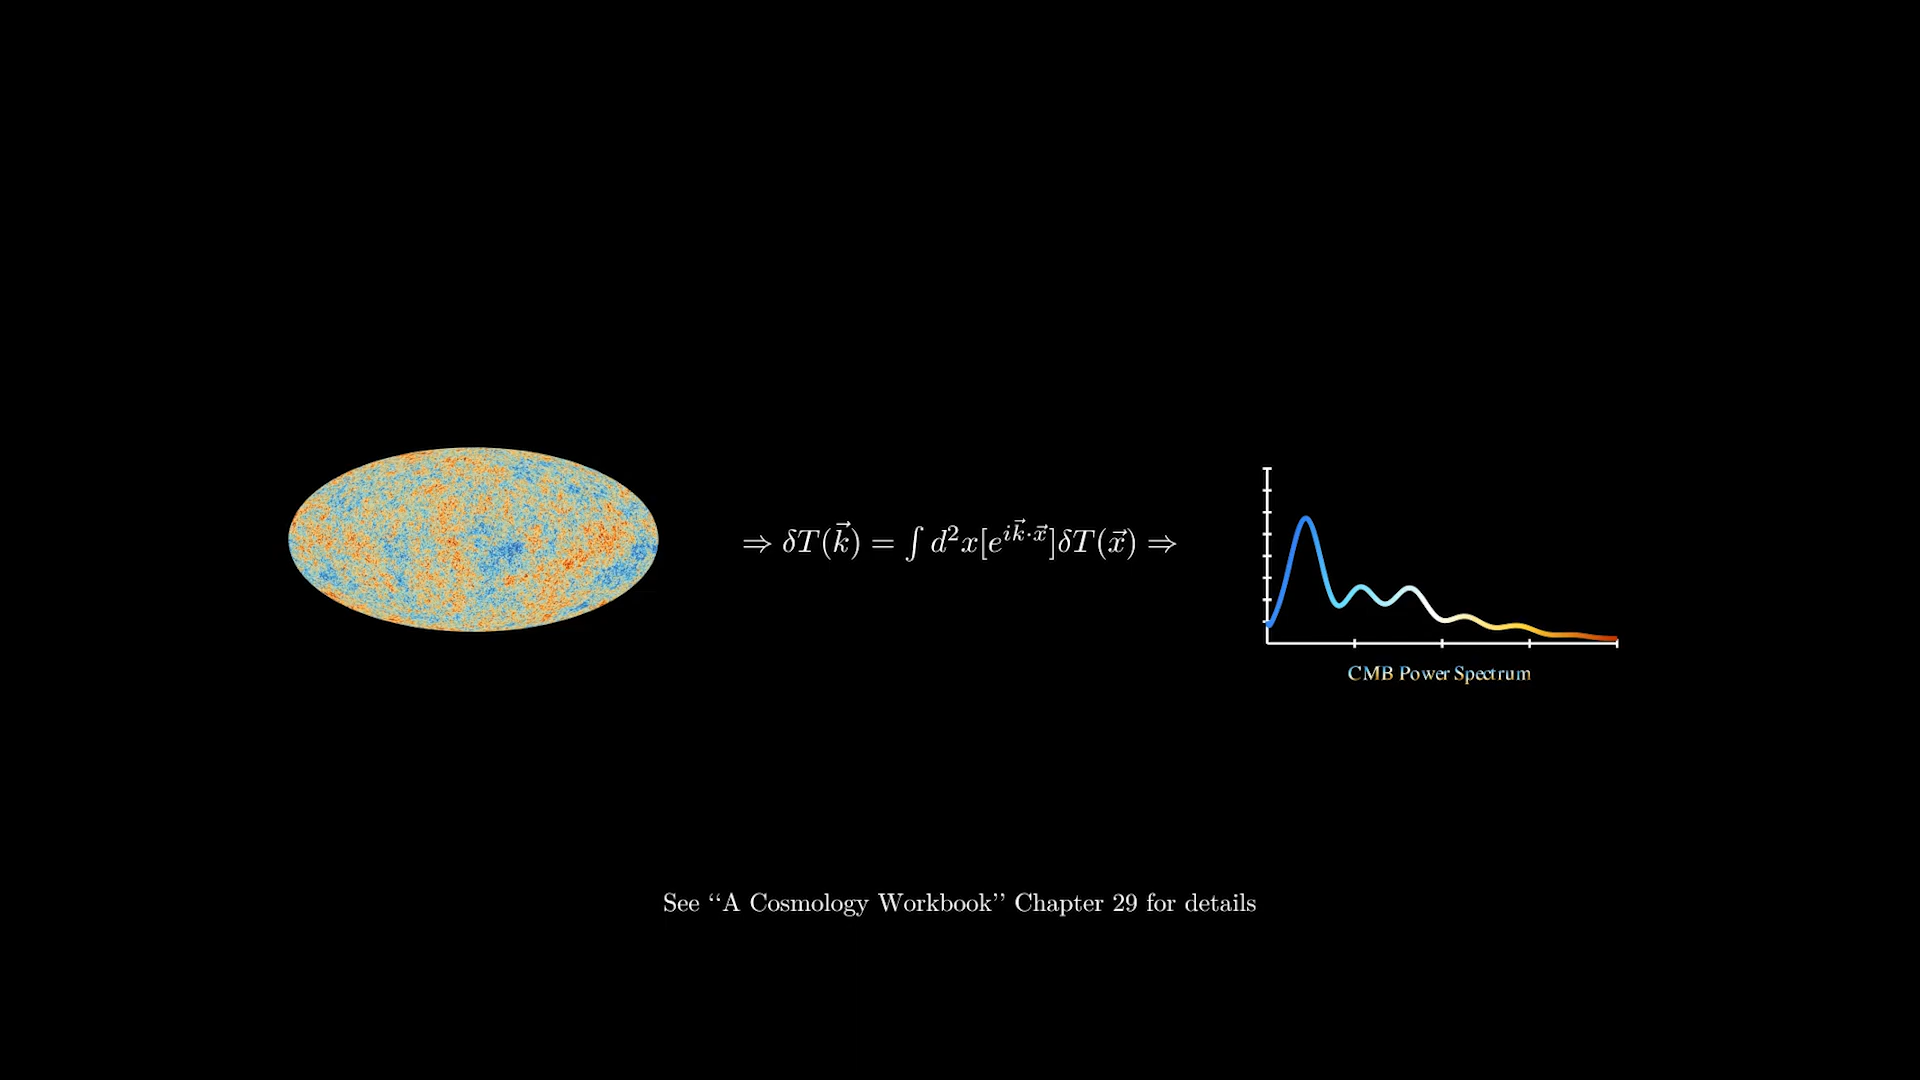 ⇒ δT(k⃗) = ∫ d²x[e^{ik⃗·x⃗}]δT(x⃗) ⇒
CMB Power Spectrum
See ‘‘A Cosmology Workbook’’ Chapter 29 for details